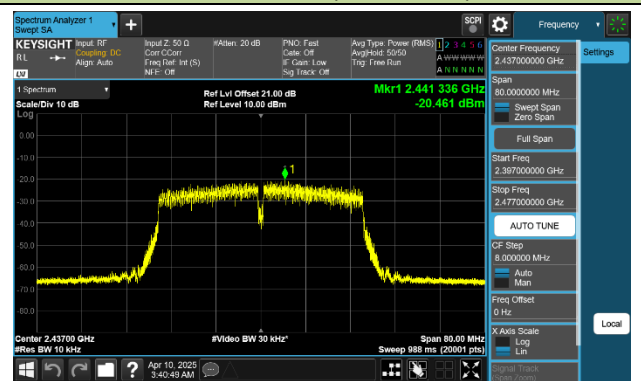 Spectrum Analyzer 1
Swept SA
+
SCPI
Frequency
KEYSIGHT
RL
LXI
Input: RF
Coupling: DC
Align: Auto
Input Z: 50 Ω
Corr CCorr
Freq Ref: Int (S)
NFE: Off
#Atten: 20 dB
PNO: Fast
Gate: Off
IF Gain: Low
Sig Track: Off
Avg Type: Power (RMS)
Avg|Hold: 50/50
Trig: Free Run
1 2 3 4 5 6
A W W W W W
A N N N N N
1 Spectrum
Scale/Div 10 dB
Log
Ref Lvl Offset 21.00 dB
Ref Level 10.00 dBm
Mkr1 2.441 336 GHz
-20.461 dBm
0.00
-10.0
-20.0
-30.0
-40.0
-50.0
-60.0
-70.0
-80.0
1
Center 2.43700 GHz
#Res BW 10 kHz
#Video BW 30 kHz*
Span 80.00 MHz
Sweep 988 ms (20001 pts)
?
Apr 10, 2025
3:40:49 AM
Center Frequency
2.437000000 GHz
Span
80.0000000 MHz
Swept Span
Zero Span
Full Span
Start Freq
2.397000000 GHz
Stop Freq
2.477000000 GHz
AUTO TUNE
CF Step
8.000000 MHz
Auto
Man
Freq Offset
0 Hz
X Axis Scale
Log
Lin
Signal Track
(Span Zoom)
Settings
Local